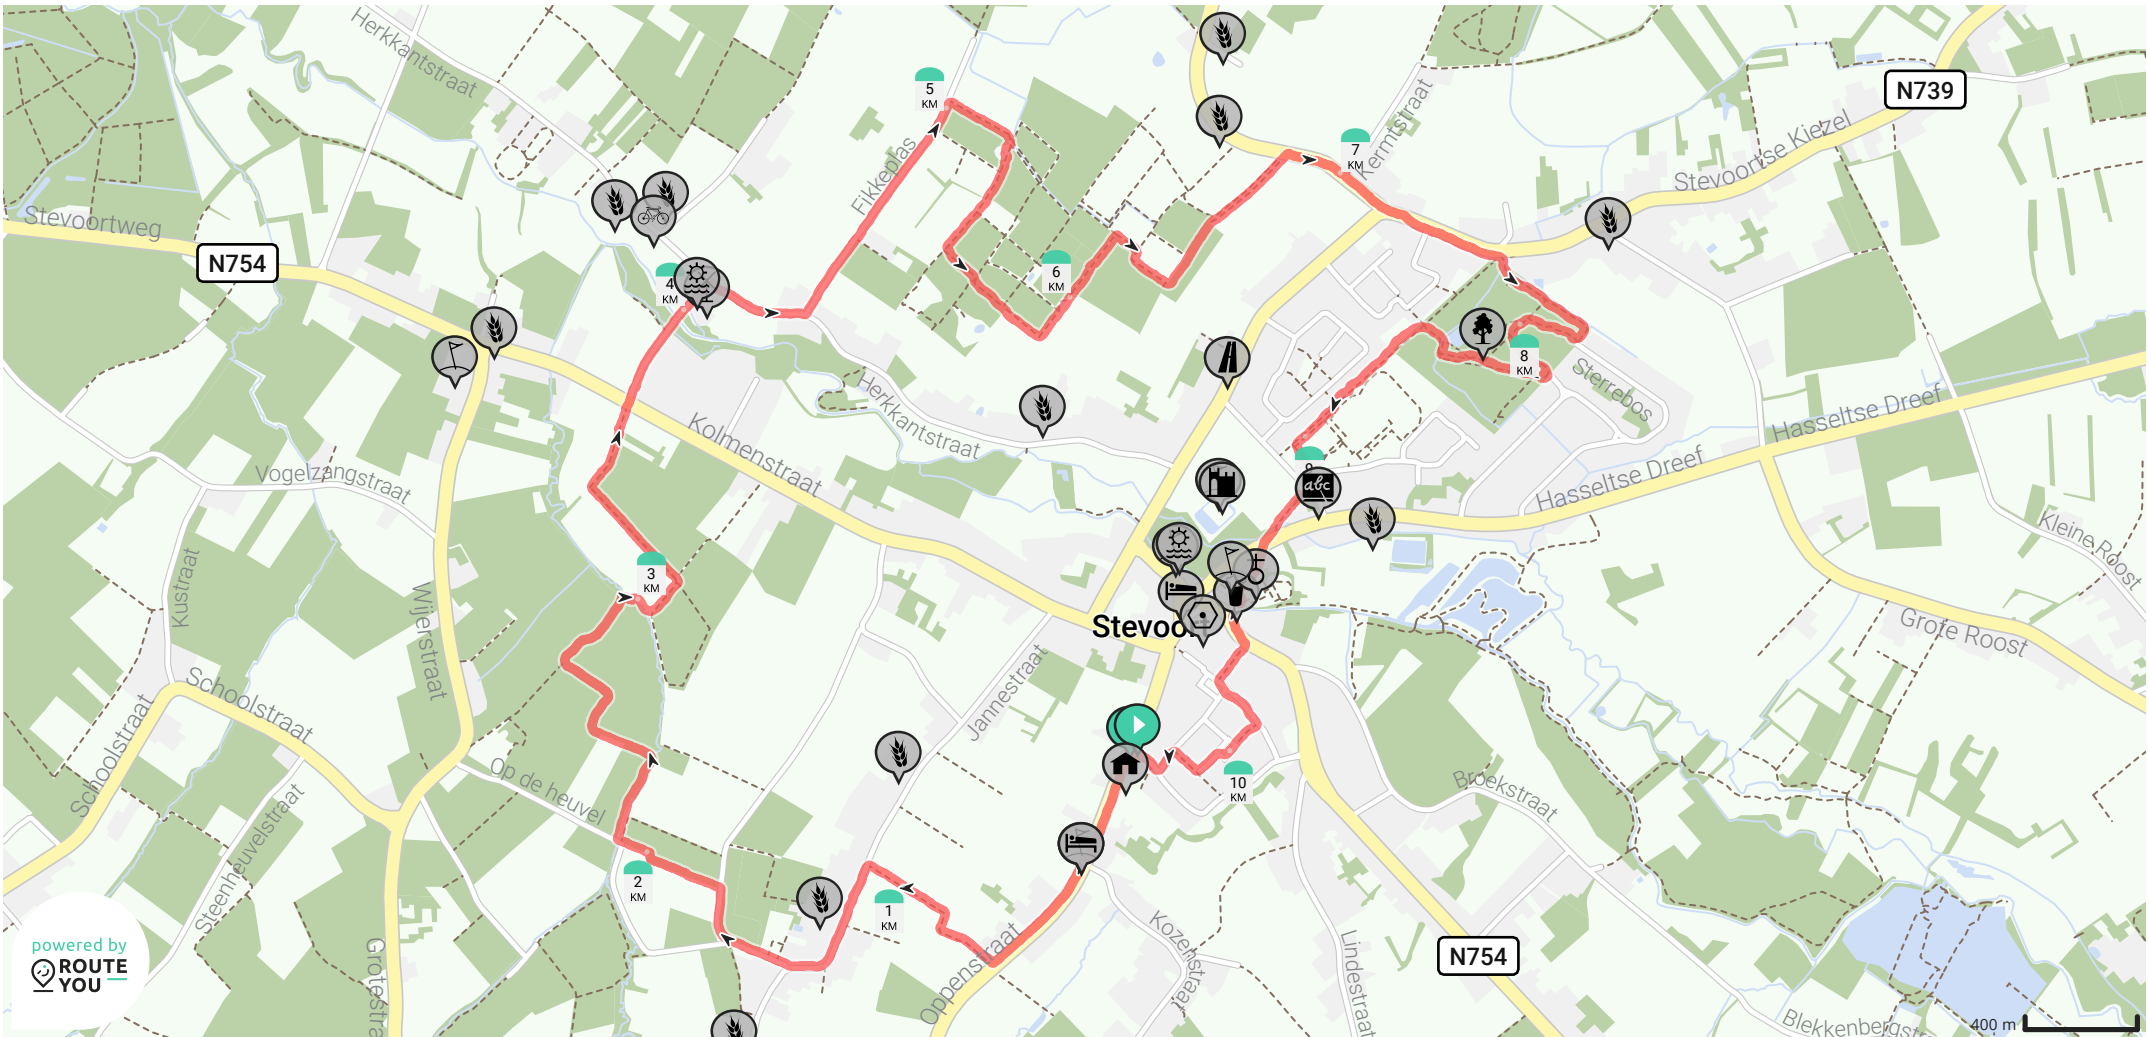 Herkkantstraat
N739
Stevoortse Kiezel
5
KM
7
KM
Kermtstraat
Fikkeplas
Stevoortweg
N754
4
KM
6
KM
8
KM
Sterrebos
Hasseltse Dreef
Herkkantstraat
Kolmenstraat
Vogelzangstraat
Hasseltse Dreef
abc
Kleine Roost
Kustraat
Wijerstraat
3
KM
Grote Roost
Schoolstraat
Jannestraat
Schoolstraat
Op de heuvel
10
KM
Broekstraat
Steenheuvelstraat
2
KM
1
KM
Kozenstraat
Lindestraat
Oppenstraat
N754
powered by
ROUTE
YOU
400 m